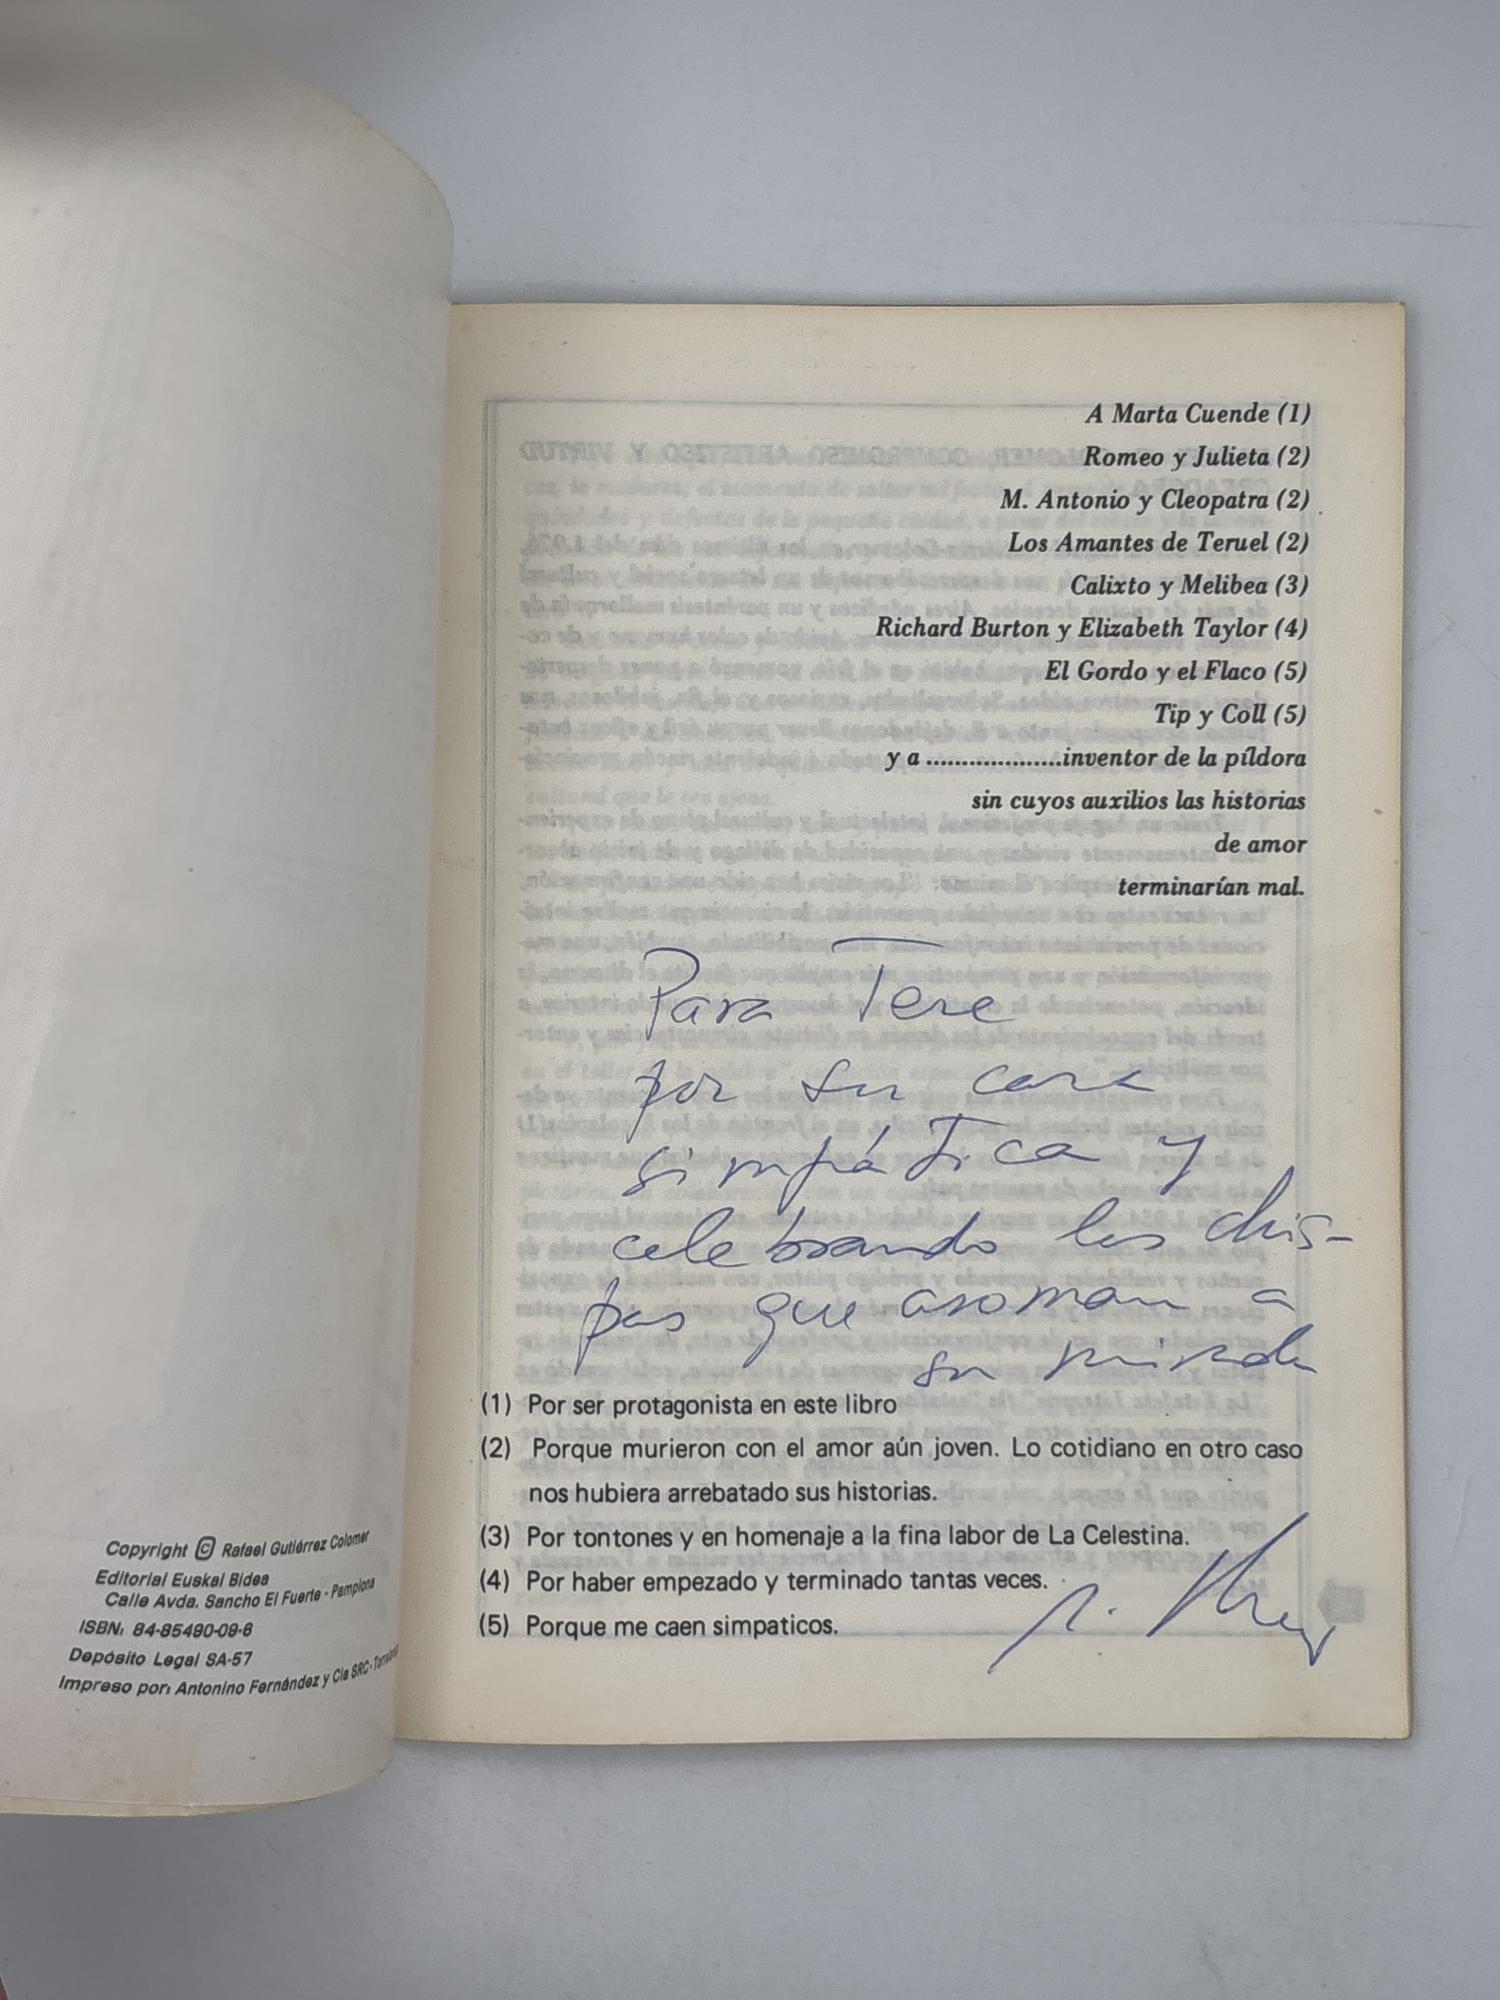 Copyright © Rafael Gutiérrez Colomer
Editorial Euskal Bidea
Calle Avda. Sancho El Fuerte - Pamplona
ISBN: 84-85490-09-6
Depósito Legal SA-57
Impreso por: Antonino Fernández y Cia SRC-
A Marta Cuende (1)
Romeo y Julieta (2)
M. Antonio y Cleopatra (2)
Los Amantes de Teruel (2)
Calixto y Melibea (3)
Richard Burton y Elizabeth Taylor (4)
El Gordo y el Flaco (5)
Tip y Coll (5)
y a ...................inventor de la píldora
sin cuyos auxilios las historias
de amor
terminarían mal.
Para Tere
por su cara
simpática y
celebrando las chis-
pas que asoman a
su mirada
(1) Por ser protagonista en este libro
(2) Porque murieron con el amor aún joven. Lo cotidiano en otro caso
nos hubiera arrebatado sus historias.
(3) Por tontones y en homenaje a la fina labor de La Celestina.
(4) Por haber empezado y terminado tantas veces.
(5) Porque me caen simpaticos.